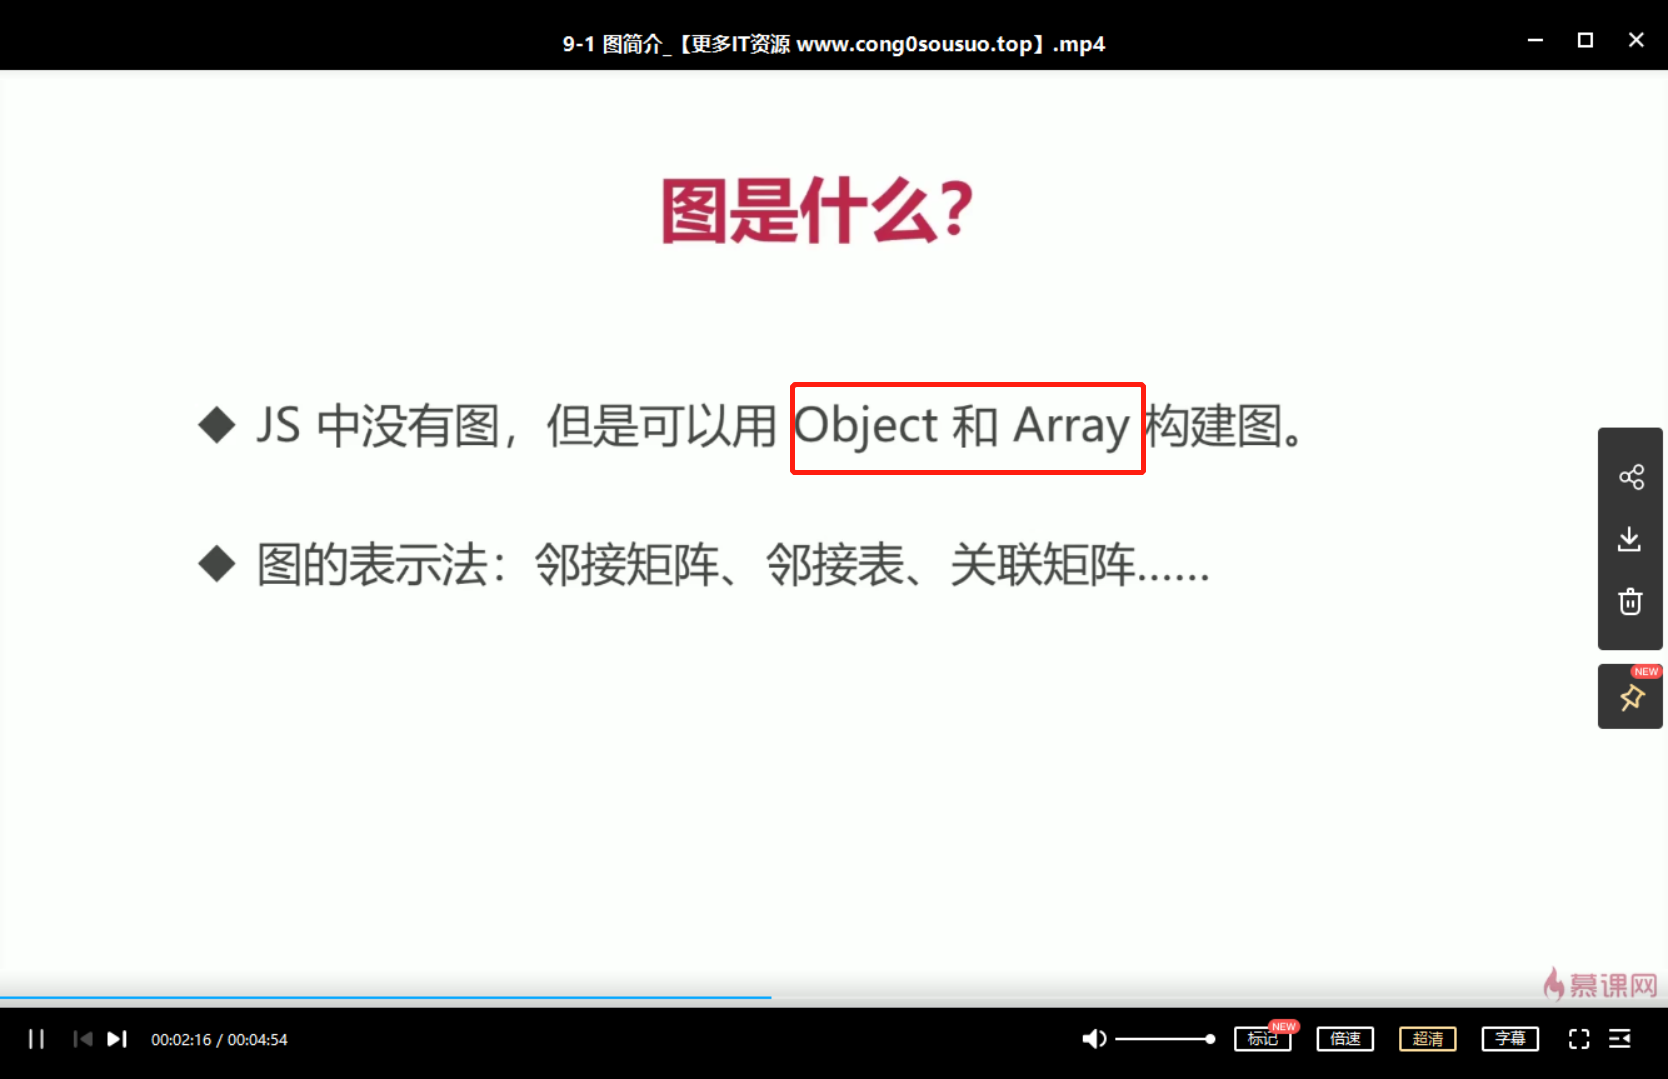 9-1 图简介_【更多IT资源 www.cong0sousuo.top】.mp4
图是什么？
◆ JS 中没有图，但是可以用 Object 和 Array 构建图。
◆ 图的表示法：邻接矩阵、邻接表、关联矩阵……
NEW
慕课网
00:02:16 / 00:04:54
标记
NEW
倍速
超清
字幕